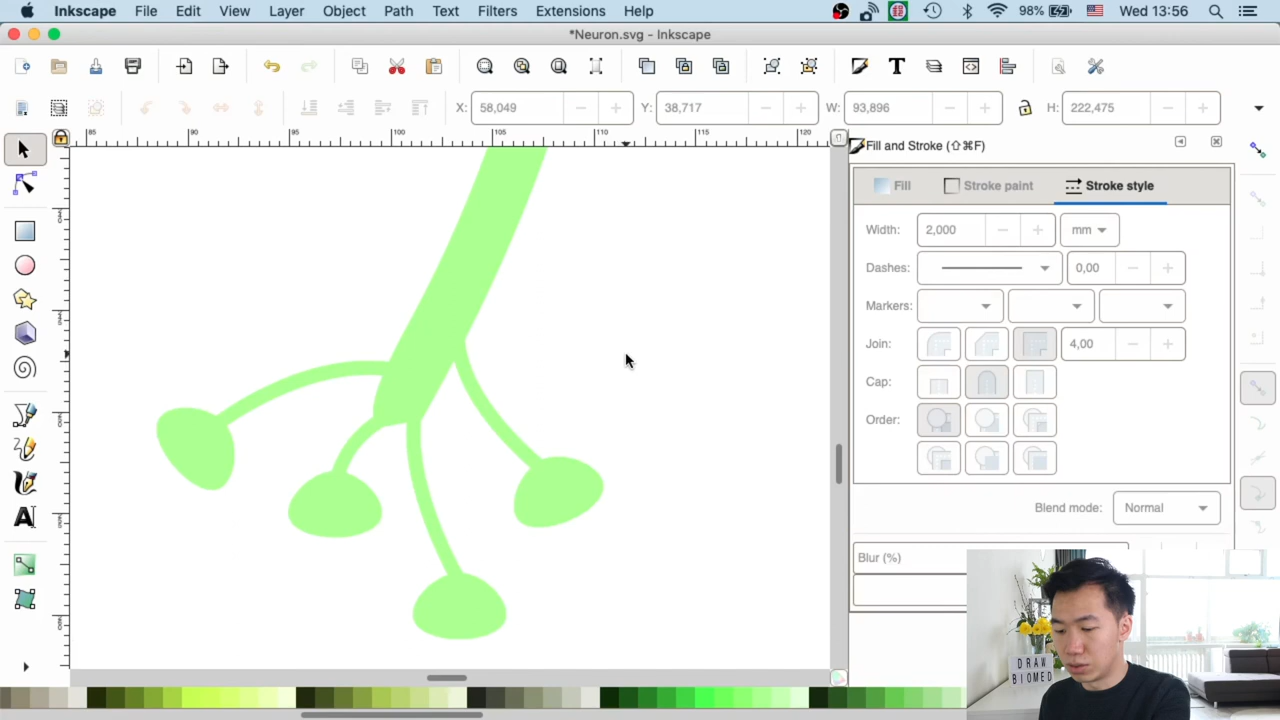 Inkscape File Edit View Layer Object Path Text Filters Extensions Help 98% Wed 13:56
*Neuron.svg - Inkscape
X: 58,049 Y: 38,717 W: 93,896 H: 222,475
85 90 95 100 105 110 115 120
Fill and Stroke (⇧⌘F)
Fill Stroke paint Stroke style
Width: 2,000 mm
Dashes: 0,00
Markers:
Join: 4,00
Cap:
Order:
Blend mode: Normal
Blur (%)
DRAW
BIOMED